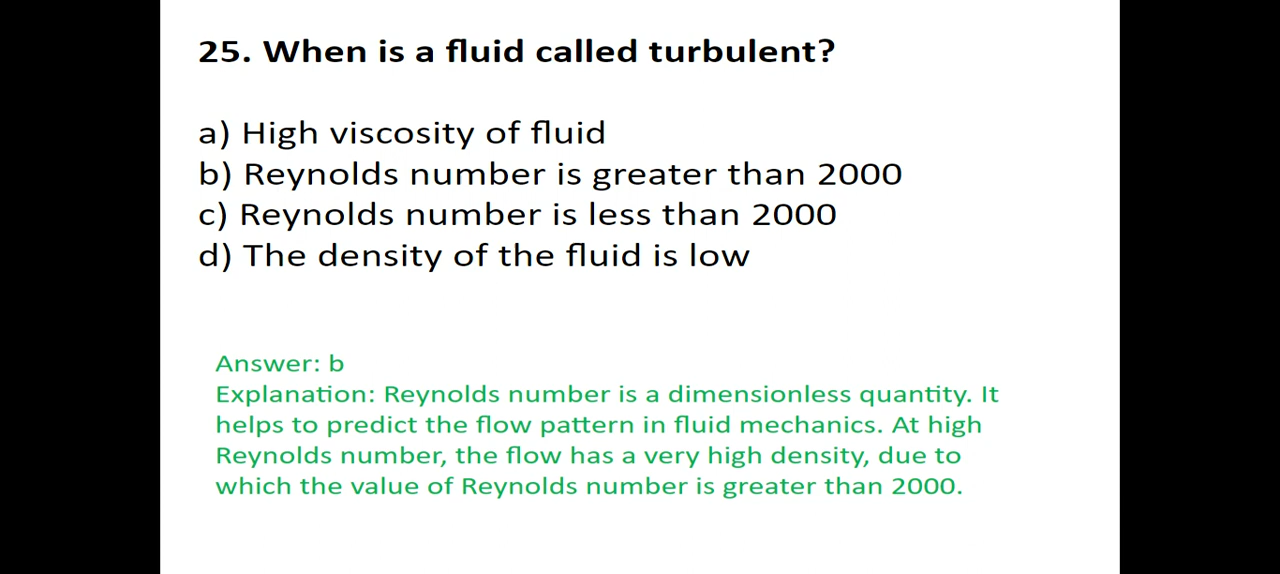 25. When is a fluid called turbulent?
a) High viscosity of fluid
b) Reynolds number is greater than 2000
c) Reynolds number is less than 2000
d) The density of the fluid is low
Answer: b
Explanation: Reynolds number is a dimensionless quantity. It
helps to predict the flow pattern in fluid mechanics. At high
Reynolds number, the flow has a very high density, due to
which the value of Reynolds number is greater than 2000.